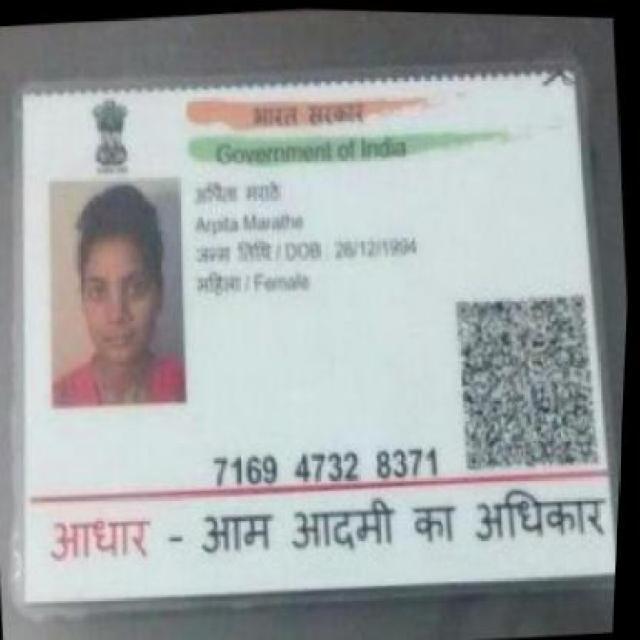 भारत सरकार
Government of India
अर्पिता मराठे
Arpita Marathe
जन्म तिथि / DOB : 26/12/1994
महिला / Female
7169 4732 8371
आधार - आम आदमी का अधिकार